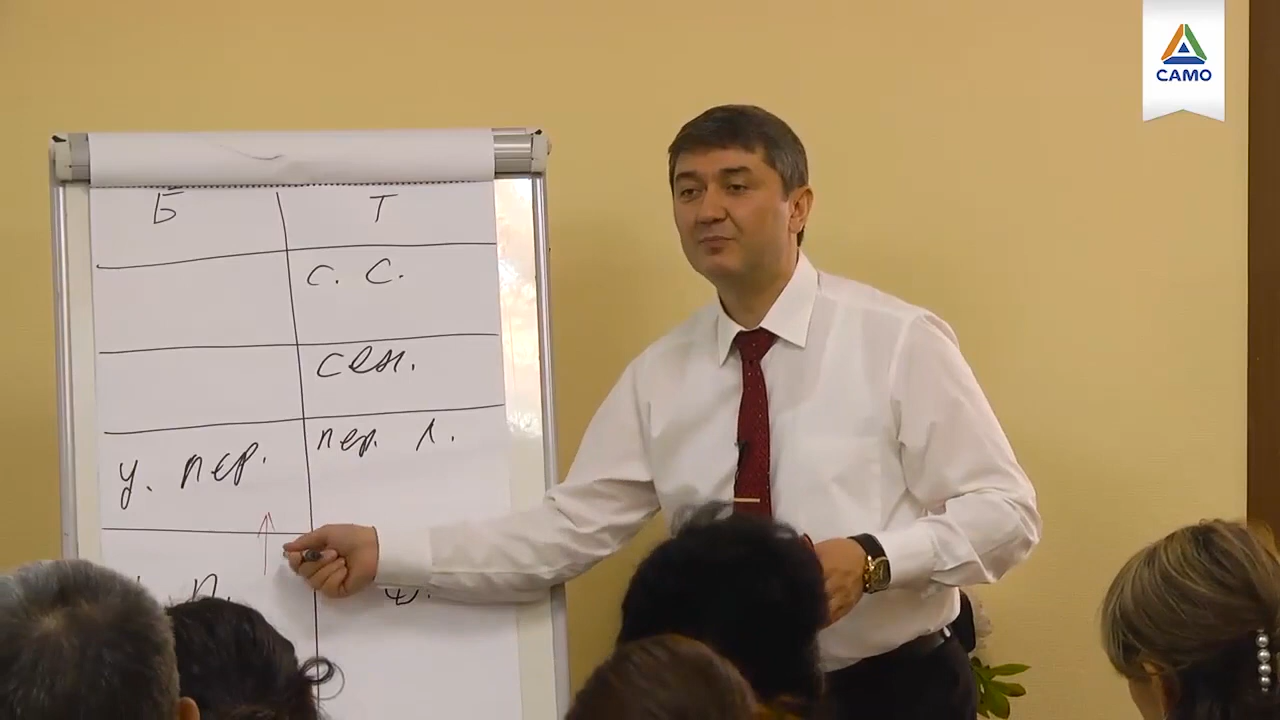 САМО
Б Т
с. с.
сем.
у. пер. пер. л.
п. ф.